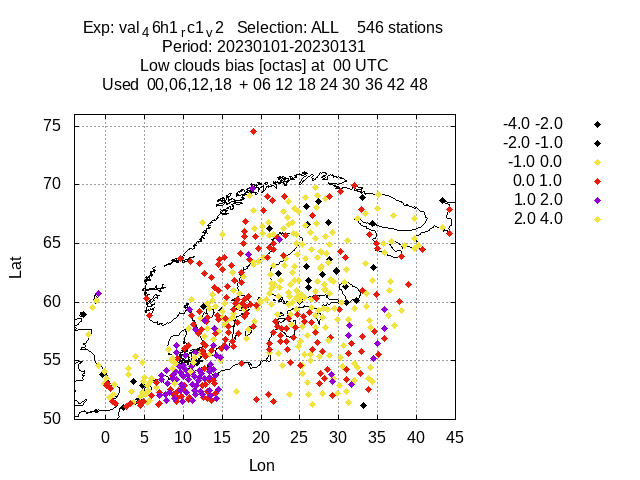 Exp: val₄6h1ᵣc1ᵥ2 Selection: ALL 546 stations
Period: 20230101-20230131
Low clouds bias [octas] at 00 UTC
Used 00,06,12,18 + 06 12 18 24 30 36 42 48
-4.0 -2.0
-2.0 -1.0
-1.0 0.0
0.0 1.0
1.0 2.0
2.0 4.0
75
70
65
60
55
50
Lat
0 5 10 15 20 25 30 35 40 45
Lon